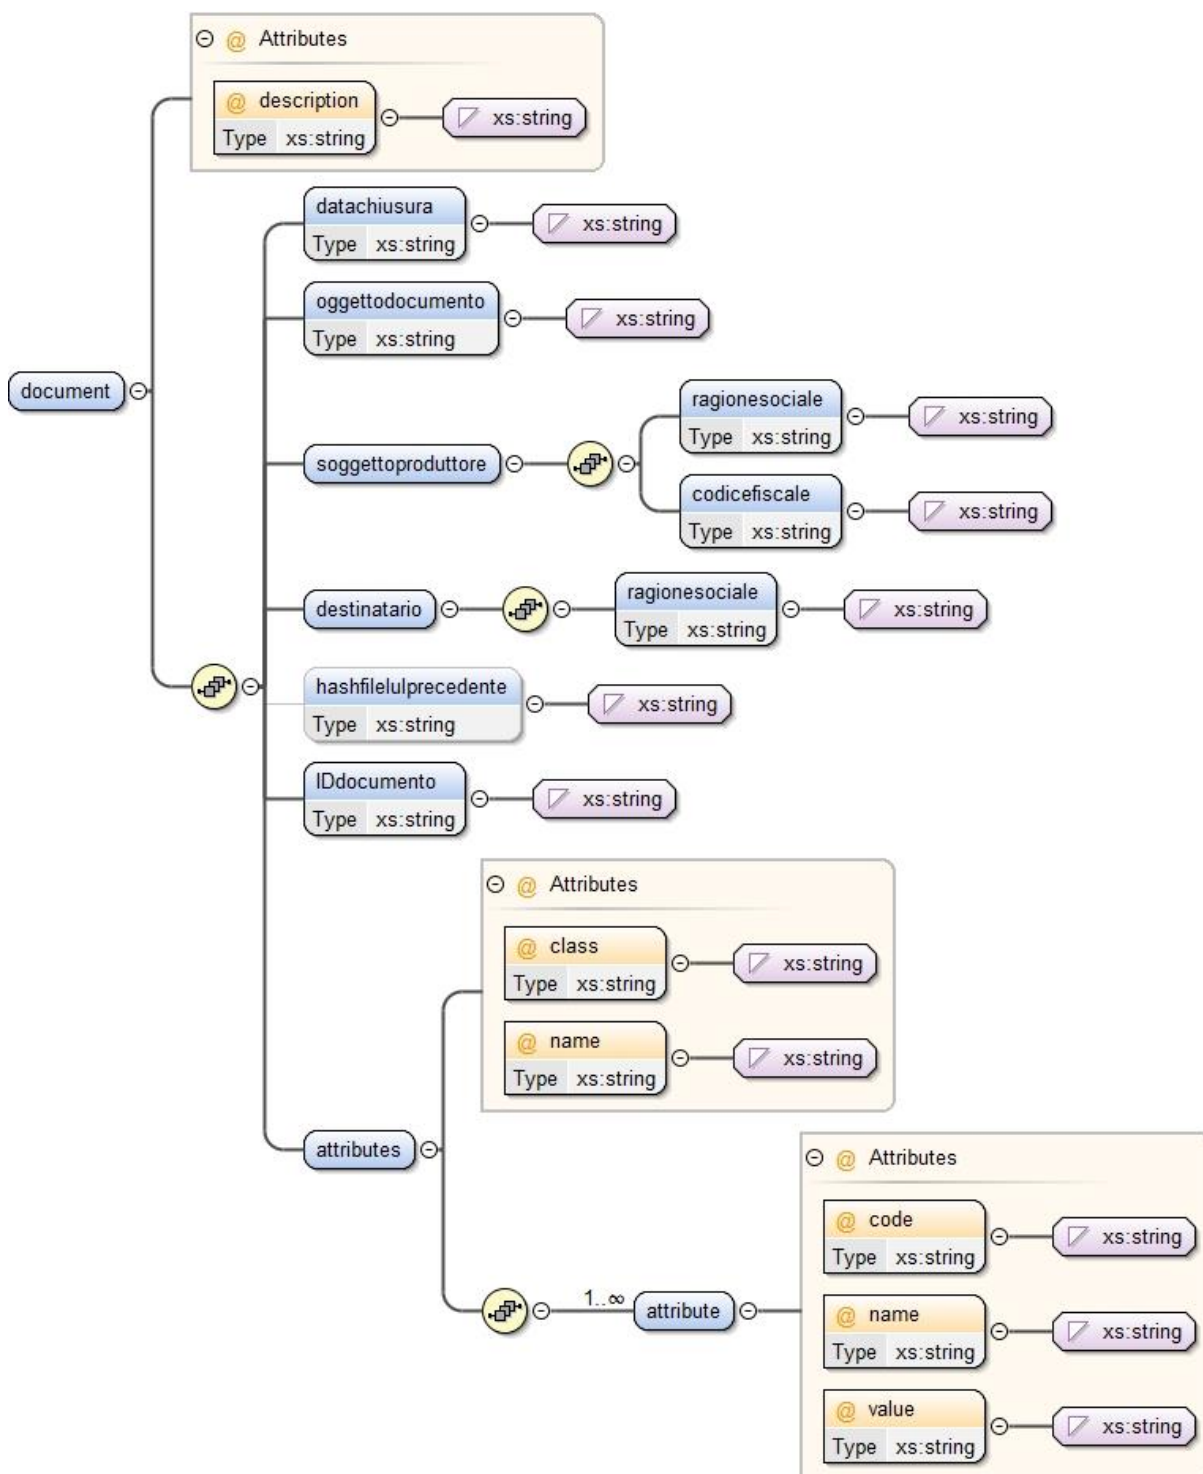 @ Attributes
@ description
Type xs:string
xs:string
datachiusura
Type xs:string
xs:string
oggettodocumento
Type xs:string
xs:string
document
soggettoproduttore
ragionesociale
Type xs:string
xs:string
codicefiscale
Type xs:string
xs:string
destinatario
ragionesociale
Type xs:string
xs:string
hashfilelulprecedente
Type xs:string
xs:string
IDdocumento
Type xs:string
xs:string
attributes
@ Attributes
@ class
Type xs:string
xs:string
@ name
Type xs:string
xs:string
1..∞
attribute
@ Attributes
@ code
Type xs:string
xs:string
@ name
Type xs:string
xs:string
@ value
Type xs:string
xs:string